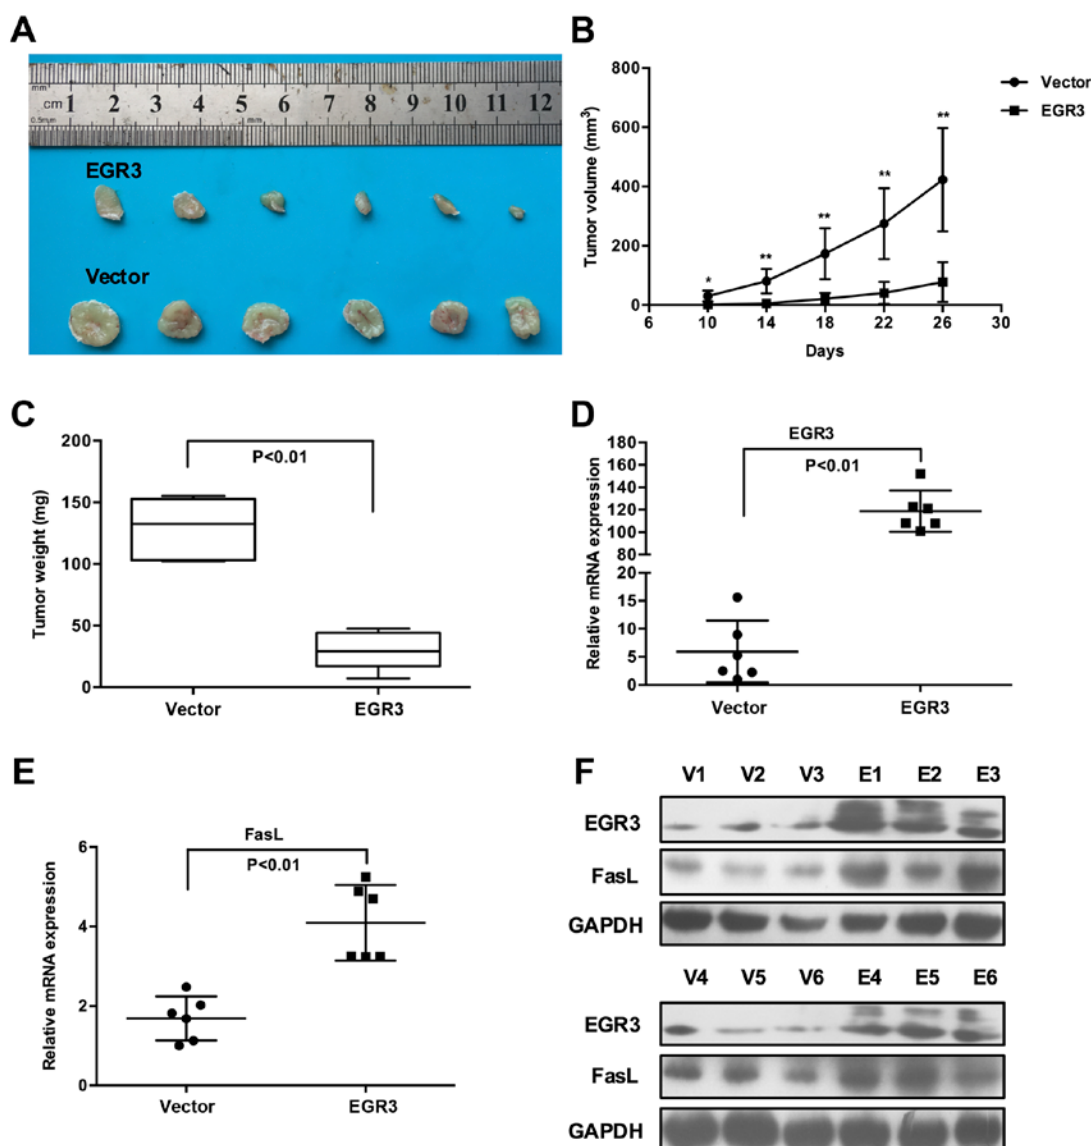 A
mm
cm 1 2 3 4 5 6 7 8 9 10 11 12
0.5mm
mm
EGR3
Vector
B
Tumor volume (mm3)
800
600
400
200
0
6 10 14 18 22 26 30
Days
* ** ** ** **
Vector
EGR3
C
Tumor weight (mg)
200
150
100
50
0
P<0.01
Vector EGR3
D
Relative mRNA expression
180
160
140
120
100
80
20
15
10
5
0
EGR3
P<0.01
Vector EGR3
E
Relative mRNA expression
6
4
2
0
FasL
P<0.01
Vector EGR3
F
V1 V2 V3 E1 E2 E3
EGR3
FasL
GAPDH
V4 V5 V6 E4 E5 E6
EGR3
FasL
GAPDH